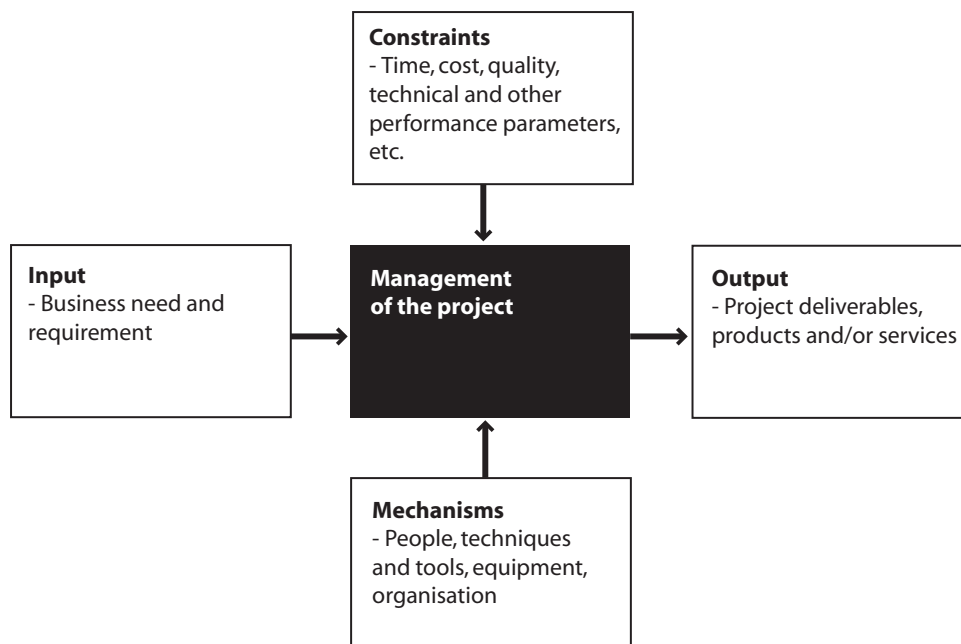 Constraints
- Time, cost, quality,
technical and other
performance parameters,
etc.
Input
- Business need and
requirement
Management
of the project
Output
- Project deliverables,
products and/or services
Mechanisms
- People, techniques
and tools, equipment,
organisation